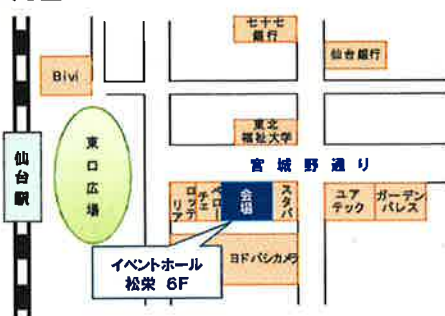 七十七
銀行
仙台銀行
Bivi
東北
福祉大学
仙台駅
東口広場
宮城野通り
ロッテリア
ベローチェ
会場
スタバ
ユア
テック
ガーデン
パレス
イベントホール
松栄 6F
ヨドバシカメラ